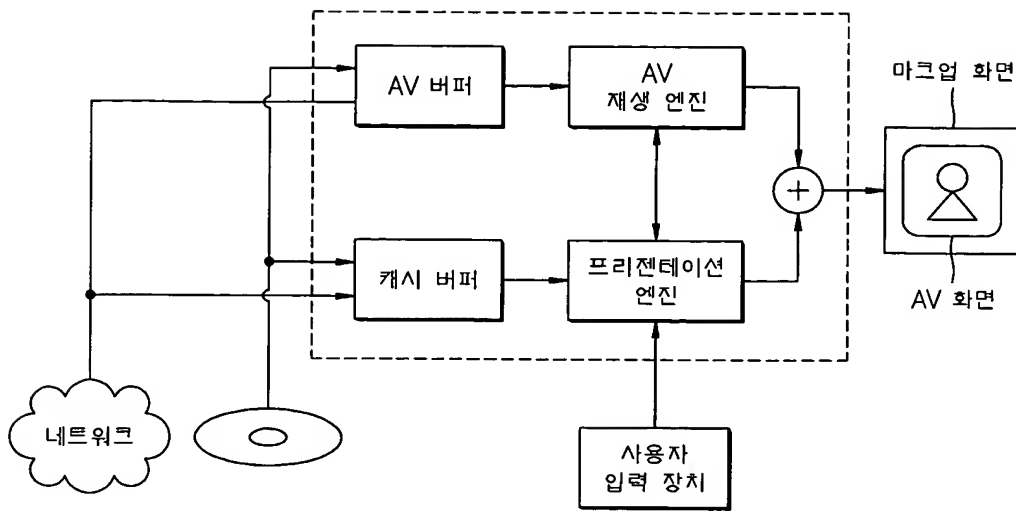 AV 버퍼
AV
재생 엔진
마크업 화면
캐시 버퍼
프리젠테이션
엔진
AV 화면
네트워크
사용자
입력 장치